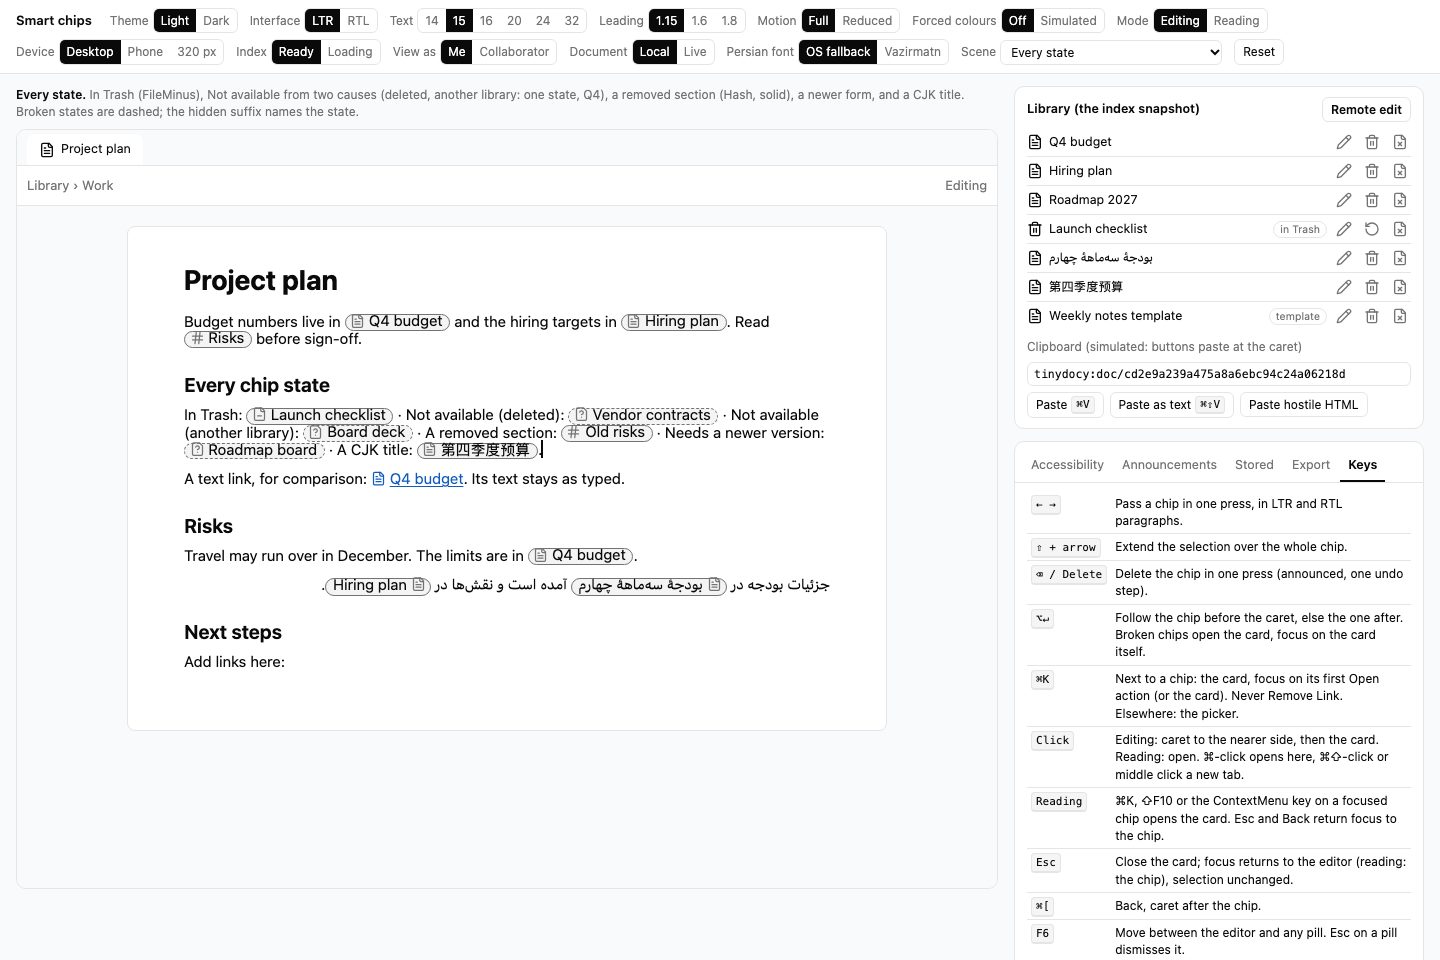 Smart chips Theme Light Dark Interface LTR RTL Text 14 15 16 20 24 32 Leading 1.15 1.6 1.8 Motion Full Reduced Forced colours Off Simulated Mode Editing Reading
Device Desktop Phone 320 px Index Ready Loading View as Me Collaborator Document Local Live Persian font OS fallback Vazirmatn Scene Every state Reset
Every state. In Trash (FileMinus), Not available from two causes (deleted, another library: one state, Q4), a removed section (Hash, solid), a newer form, and a CJK title.
Broken states are dashed; the hidden suffix names the state.
Project plan
Library › Work Editing
Project plan
Budget numbers live in Q4 budget and the hiring targets in Hiring plan. Read
# Risks before sign-off.
Every chip state
In Trash: Launch checklist · Not available (deleted): Vendor contracts · Not available
(another library): Board deck · A removed section: # Old risks · Needs a newer version:
Roadmap board · A CJK title: 第四季度预算.
A text link, for comparison: Q4 budget. Its text stays as typed.
Risks
Travel may run over in December. The limits are in Q4 budget.
جزئیات بودجه در بودجهٔ سه‌ماههٔ چهارم آمده است و نقش‌ها در Hiring plan.
Next steps
Add links here:
Library (the index snapshot) Remote edit
Q4 budget
Hiring plan
Roadmap 2027
Launch checklist in Trash
بودجهٔ سه‌ماههٔ چهارم
第四季度预算
Weekly notes template template
Clipboard (simulated: buttons paste at the caret)
tinydocy:doc/cd2e9a239a475a8a6ebc94c24a06218d
Paste ⌘V Paste as text ⌘⇧V Paste hostile HTML
Accessibility Announcements Stored Export Keys
← → Pass a chip in one press, in LTR and RTL
paragraphs.
⇧ + arrow Extend the selection over the whole chip.
⌫ / Delete Delete the chip in one press (announced, one undo
step).
⌥↵ Follow the chip before the caret, else the one after.
Broken chips open the card, focus on the card
itself.
⌘K Next to a chip: the card, focus on its first Open
action (or the card). Never Remove Link.
Elsewhere: the picker.
Click Editing: caret to the nearer side, then the card.
Reading: open. ⌘-click opens here, ⌘⇧-click or
middle click a new tab.
Reading ⌘K, ⇧F10 or the ContextMenu key on a focused
chip opens the card. Esc and Back return focus to
the chip.
Esc Close the card; focus returns to the editor (reading:
the chip), selection unchanged.
⌘[ Back, caret after the chip.
F6 Move between the editor and any pill. Esc on a pill
dismisses it.